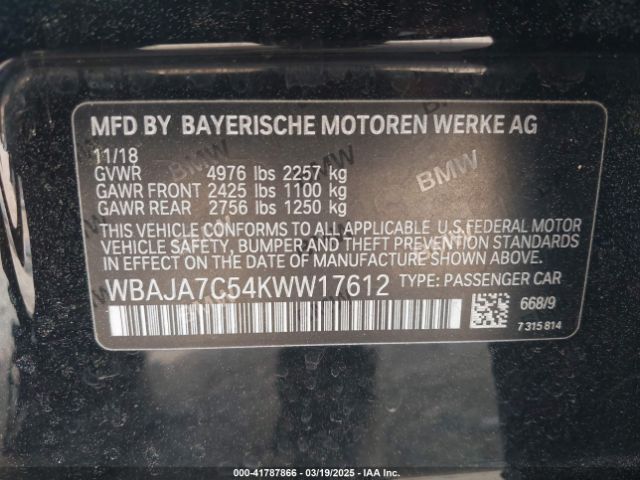 MFD BY BAYERISCHE MOTOREN WERKE AG
11/18
GVWR 4976 lbs 2257 kg
GAWR FRONT 2425 lbs 1100 kg
GAWR REAR 2756 lbs 1250 kg
THIS VEHICLE CONFORMS TO ALL APPLICABLE U.S. FEDERAL MOTOR
VEHICLE SAFETY, BUMPER AND THEFT PREVENTION STANDARDS
IN EFFECT ON THE DATE OF MANUFACTURE SHOWN ABOVE.
WBAJA7C54KWW17612 TYPE: PASSENGER CAR
668/9
7 315 814
BMW
BMW
BMW
000-41787866 — 03/19/2025 — IAA Inc.